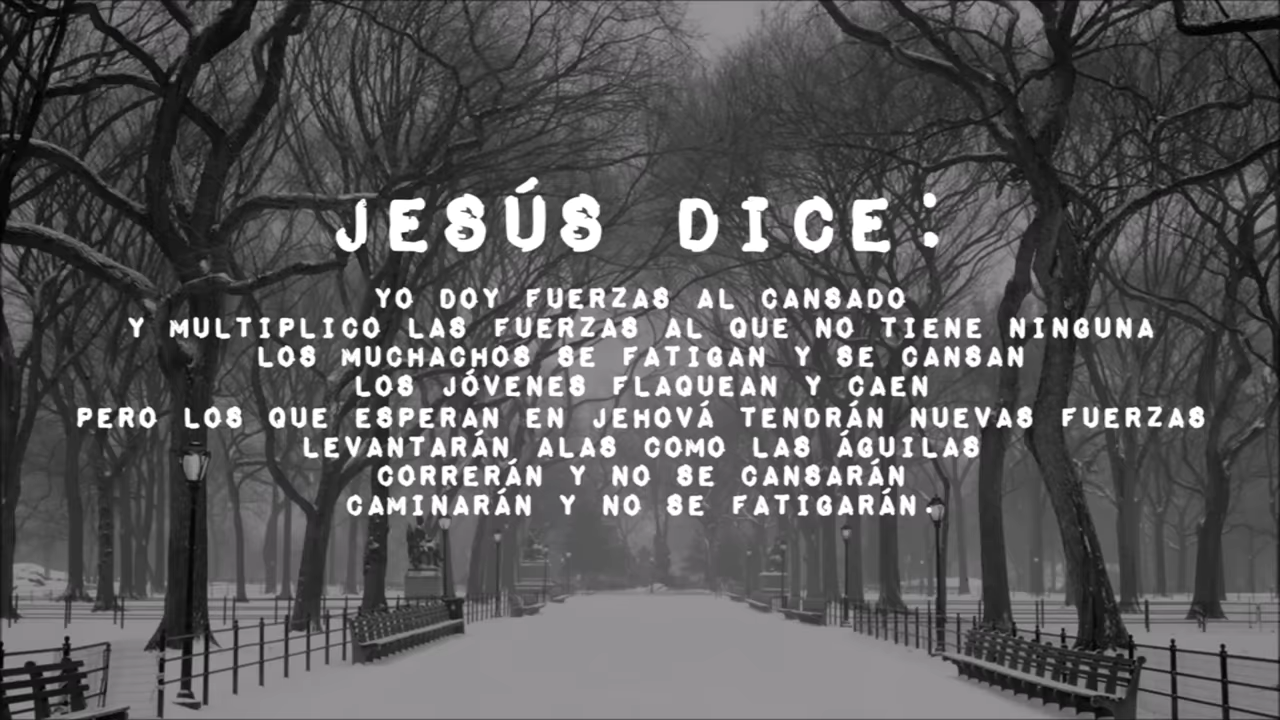 JESÚS DICE:
YO DOY FUERZAS AL CANSADO
Y MULTIPLICO LAS FUERZAS AL QUE NO TIENE NINGUNA
LOS MUCHACHOS SE FATIGAN Y SE CANSAN
LOS JÓVENES FLAQUEAN Y CAEN
PERO LOS QUE ESPERAN EN JEHOVÁ TENDRÁN NUEVAS FUERZAS
LEVANTARÁN ALAS COMO LAS ÁGUILAS
CORRERÁN Y NO SE CANSARÁN
CAMINARÁN Y NO SE FATIGARÁN.